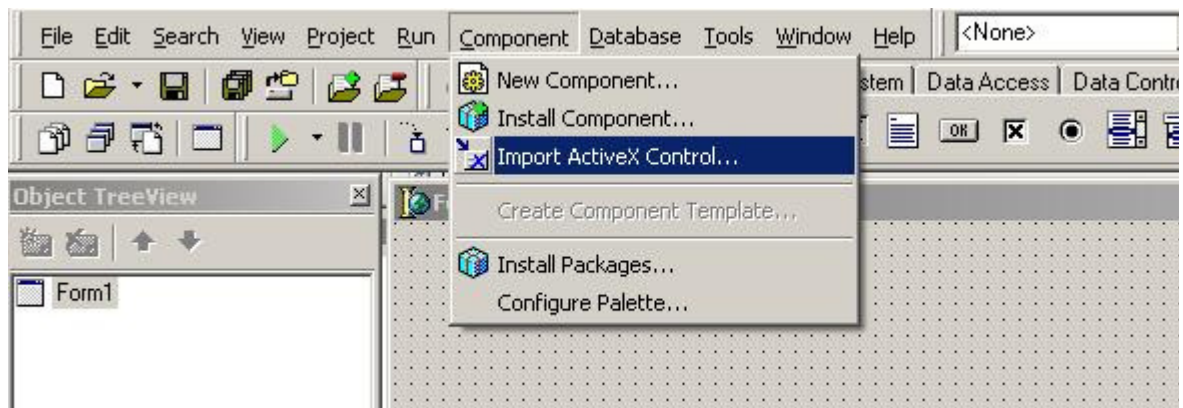 File Edit Search View Project Run Component Database Tools Window Help <None>
New Component...
stem Data Access Data Contr
Install Component...
OK
Import ActiveX Control...
Object TreeView
Create Component Template...
Install Packages...
Form1
Configure Palette...